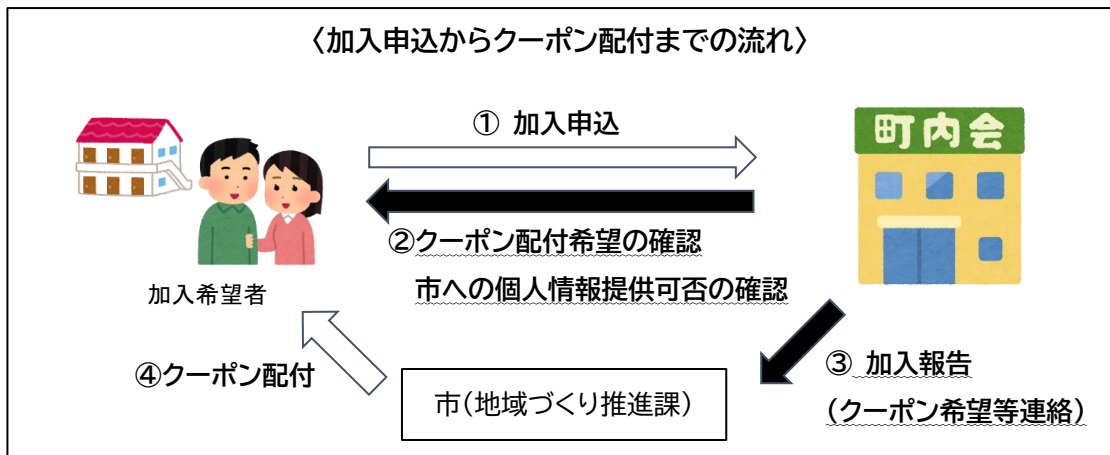 〈加入申込からクーポン配付までの流れ〉
① 加入申込
町内会
②クーポン配付希望の確認
市への個人情報提供可否の確認
加入希望者
③ 加入報告
（クーポン希望等連絡）
④クーポン配付
市（地域づくり推進課）